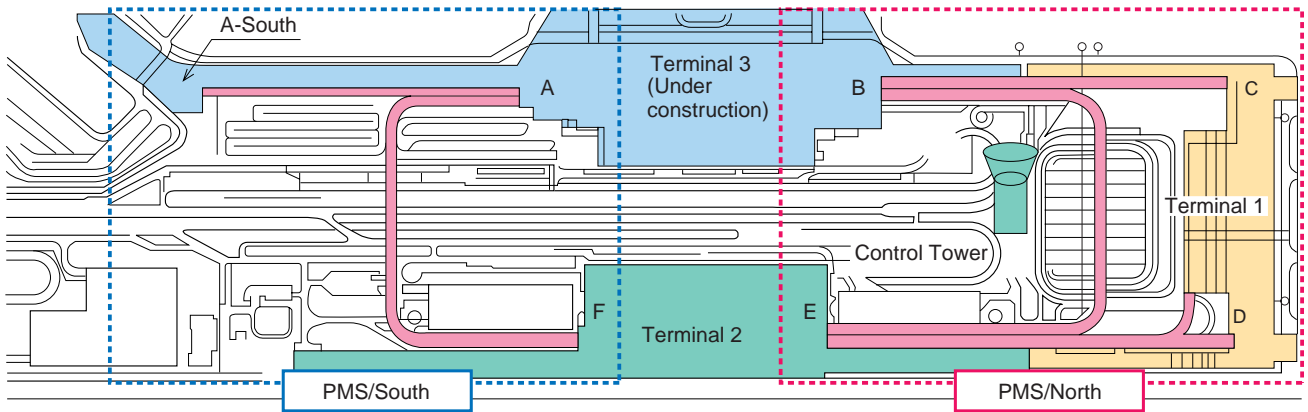 A-South
Terminal 3
(Under
construction)
A
B
C
Terminal 1
Control Tower
F
Terminal 2
E
D
PMS/South
PMS/North